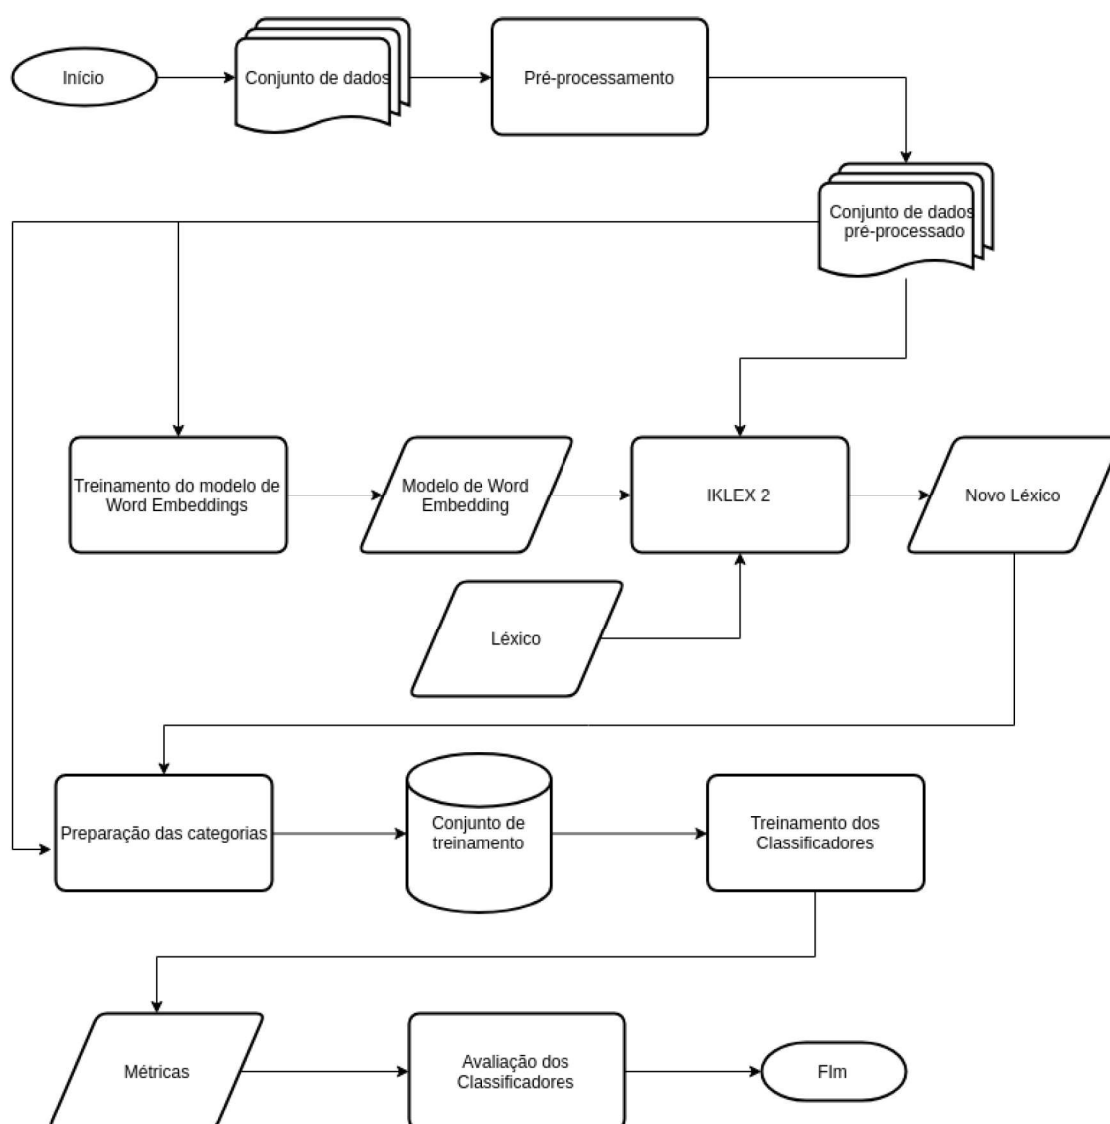 Início
Conjunto de dados
Pré-processamento
Conjunto de dados
pré-processado
Treinamento do modelo de
Word Embeddings
Modelo de Word
Embedding
IKLEX 2
Novo Léxico
Léxico
Preparação das categorias
Conjunto de
treinamento
Treinamento dos
Classificadores
Métricas
Avaliação dos
Classificadores
FIm